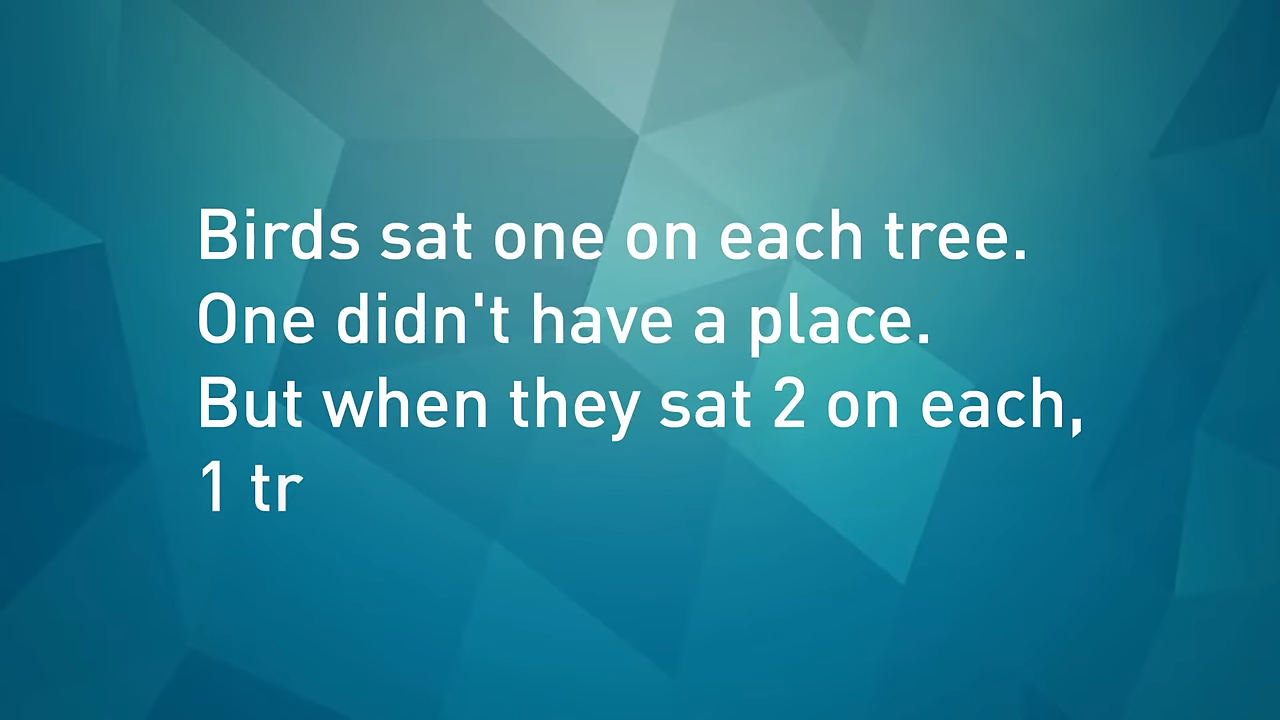 Birds sat one on each tree.
One didn't have a place.
But when they sat 2 on each,
1 tr